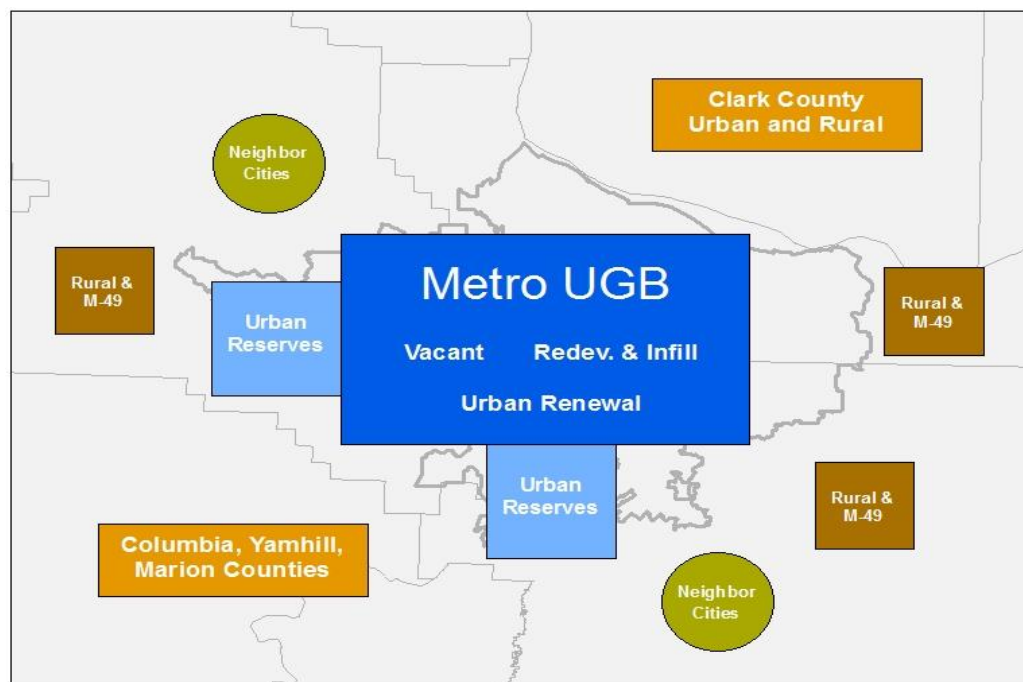 Clark County
Urban and Rural
Neighbor
Cities
Metro UGB
Rural &
M-49
Urban
Reserves
Vacant
Redev. & Infill
Urban Renewal
Rural &
M-49
Urban
Reserves
Rural &
M-49
Columbia, Yamhill,
Marion Counties
Neighbor
Cities